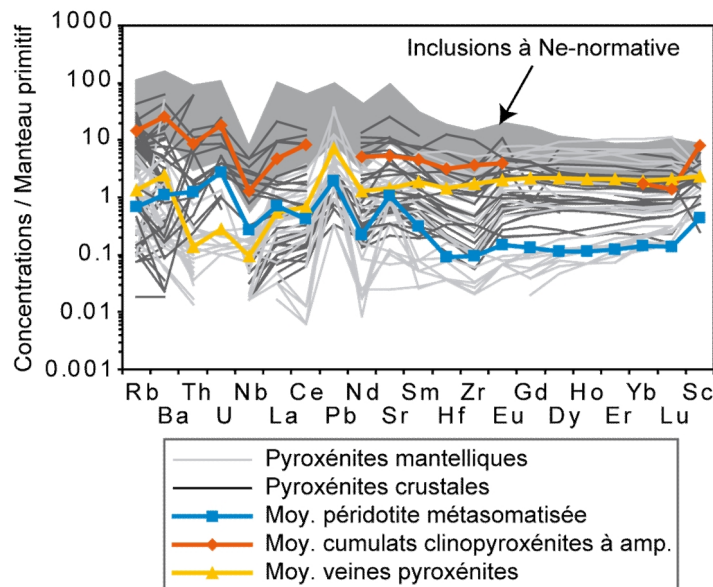 1000
100
10
1
0.1
0.01
0.001
Concentrations / Manteau primitif
Inclusions à Ne-normative
Rb Th Nb Ce Nd Sm Zr Gd Ho Yb Sc
Ba U La Pb Sr Hf Eu Dy Er Lu
Pyroxénites mantelliques
Pyroxénites crustales
Moy. péridotite métasomatisée
Moy. cumulats clinopyroxénites à amp.
Moy. veines pyroxénites